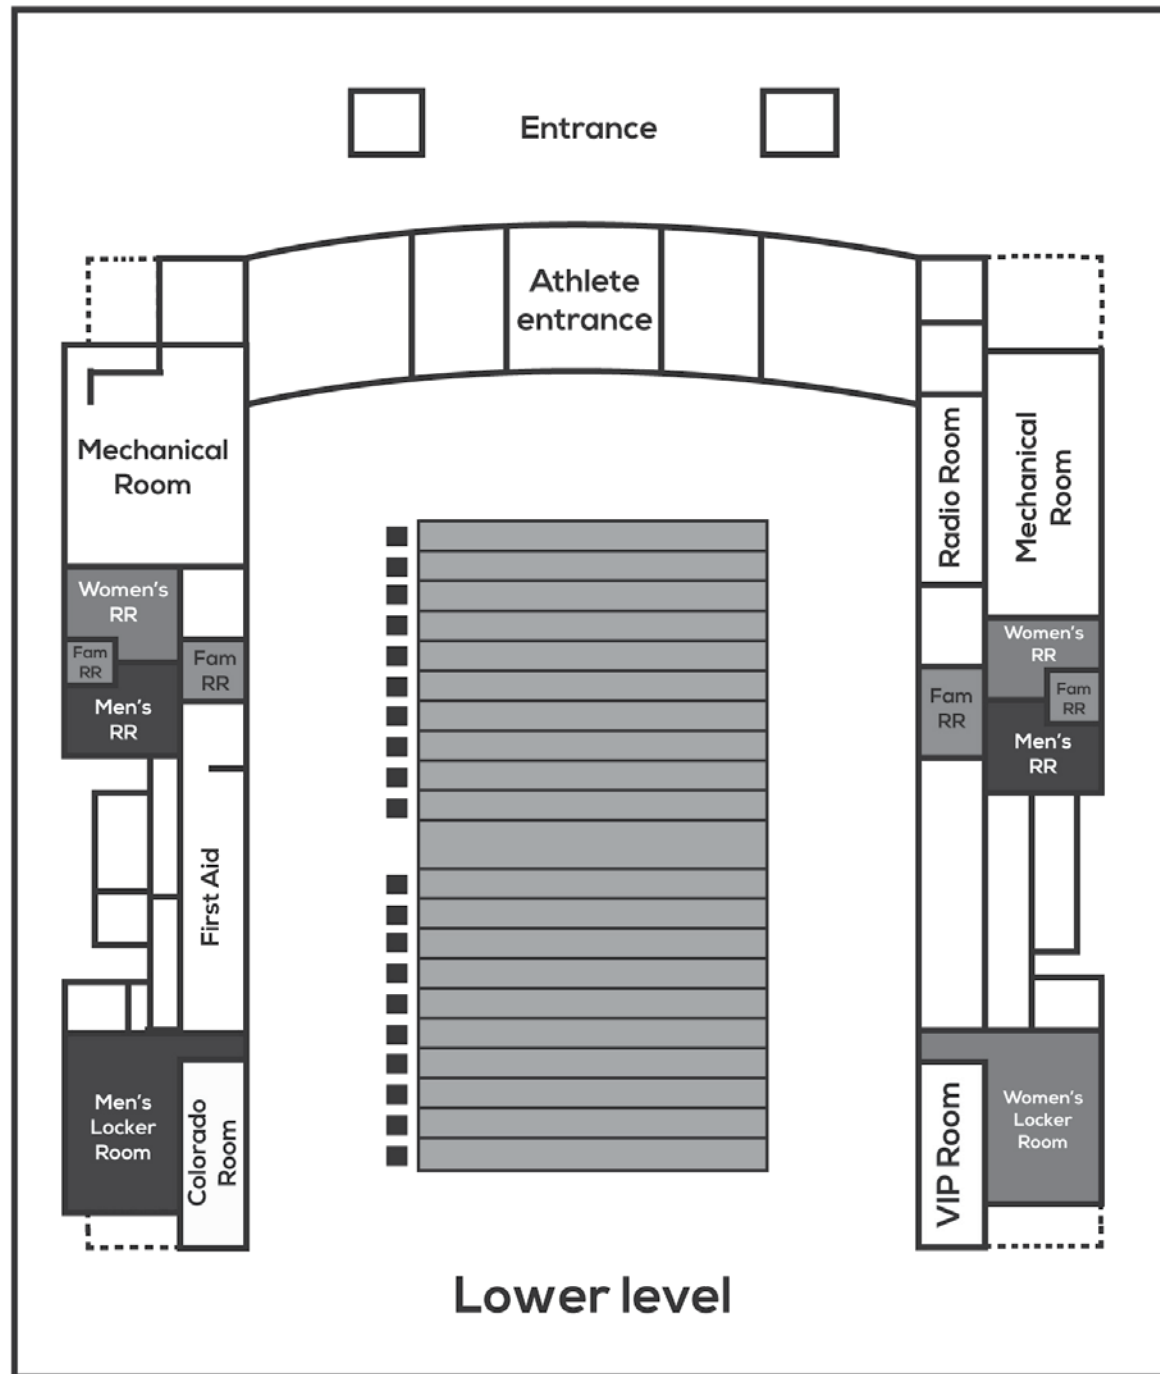 Entrance
Athlete
entrance
Mechanical
Room
Radio Room
Mechanical
Room
Women's
RR
Fam
RR
Fam
RR
Men's
RR
Women's
RR
Fam
RR
Fam
RR
Men's
RR
First Aid
Men's
Locker
Room
Colorado
Room
VIP Room
Women's
Locker
Room
Lower level